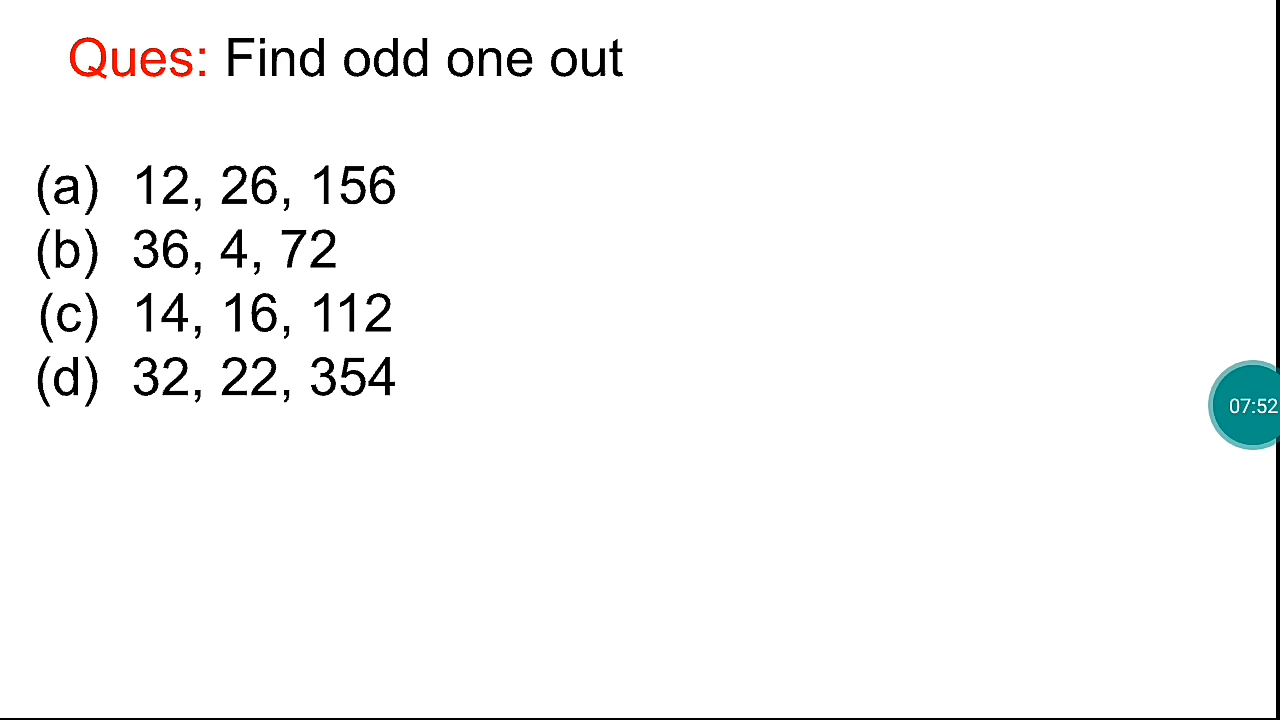 Ques: Find odd one out
(a) 12, 26, 156
(b) 36, 4, 72
(c) 14, 16, 112
(d) 32, 22, 354
07:52